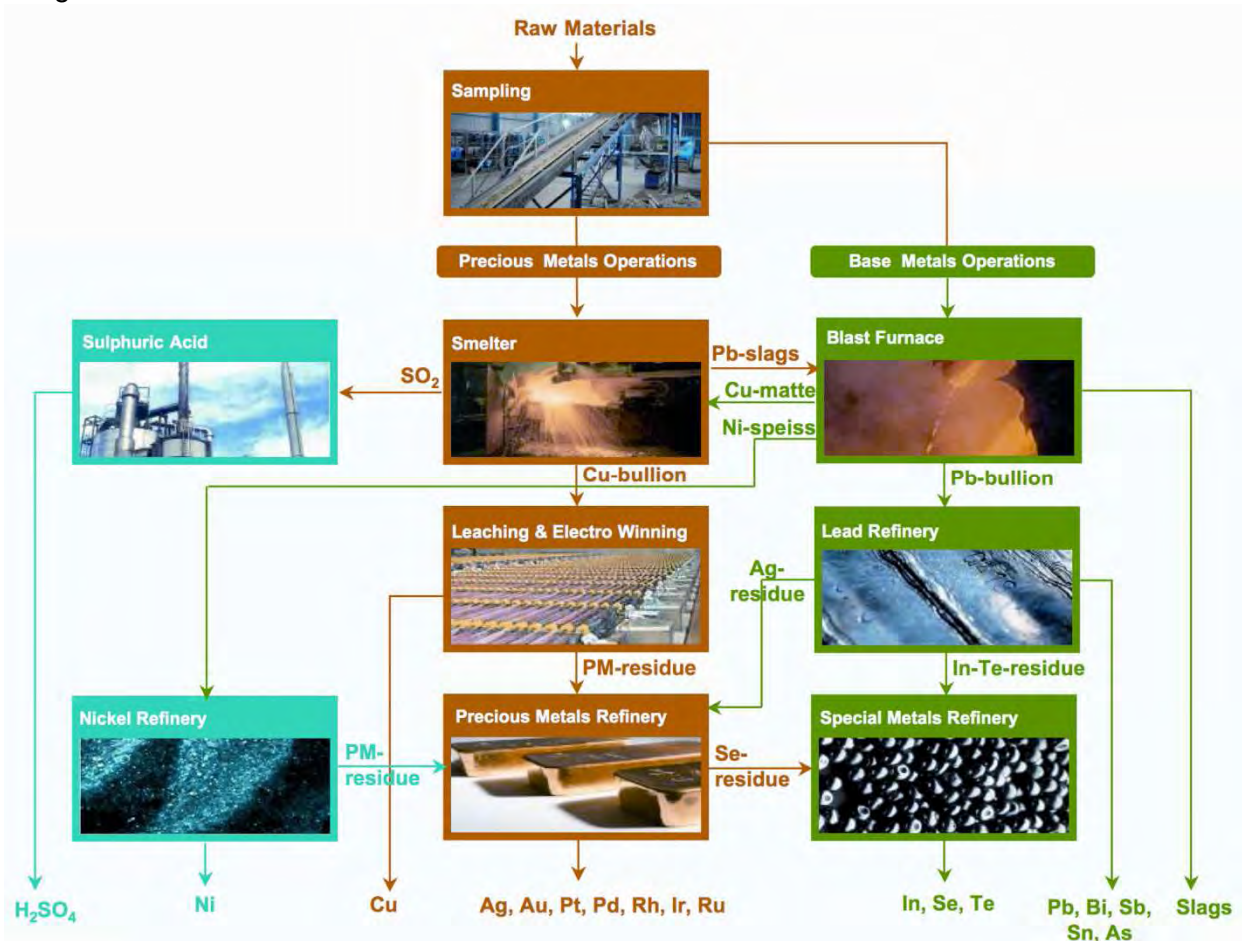 Raw Materials
Sampling
Precious Metals Operations
Base Metals Operations
Sulphuric Acid
Smelter
Blast Furnace
SO₂
Pb-slags
Cu-matte
Ni-speiss
Cu-bullion
Pb-bullion
Leaching & Electro Winning
Lead Refinery
Ag-
residue
PM-residue
In-Te-residue
Nickel Refinery
Precious Metals Refinery
Special Metals Refinery
PM-
residue
Se-
residue
H₂SO₄
Ni
Cu
Ag, Au, Pt, Pd, Rh, Ir, Ru
In, Se, Te
Pb, Bi, Sb,
Sn, As
Slags